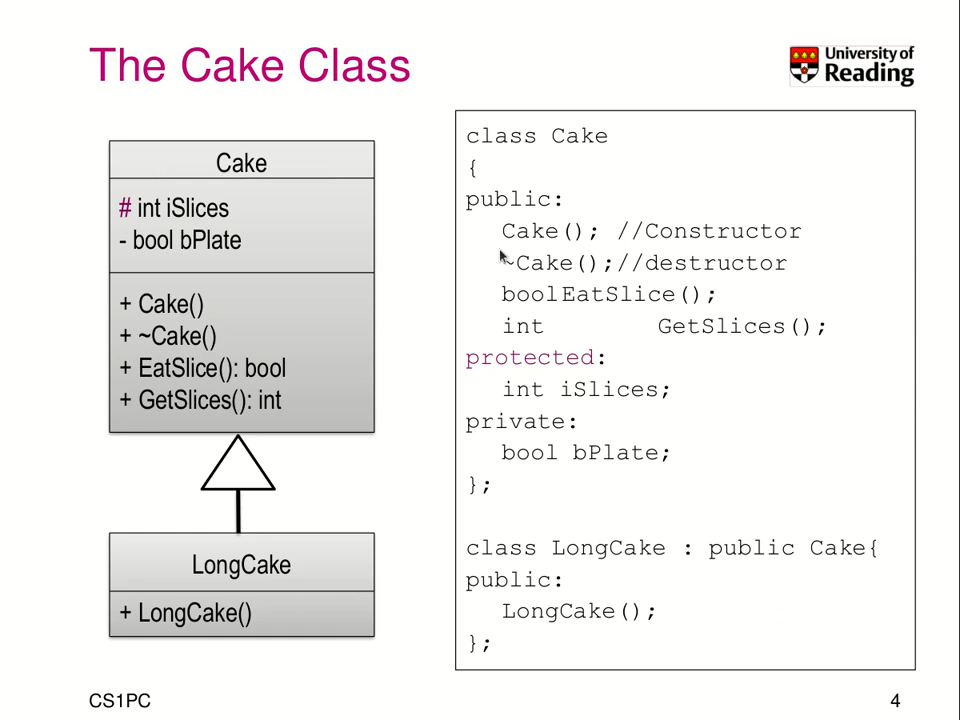 The Cake Class
University of
Reading
Cake
# int iSlices
- bool bPlate
+ Cake()
+ ~Cake()
+ EatSlice(): bool
+ GetSlices(): int
LongCake
+ LongCake()
class Cake
{
public:
Cake(); //Constructor
~Cake();//destructor
boolEatSlice();
int GetSlices();
protected:
int iSlices;
private:
bool bPlate;
};
class LongCake : public Cake{
public:
LongCake();
};
CS1PC
4